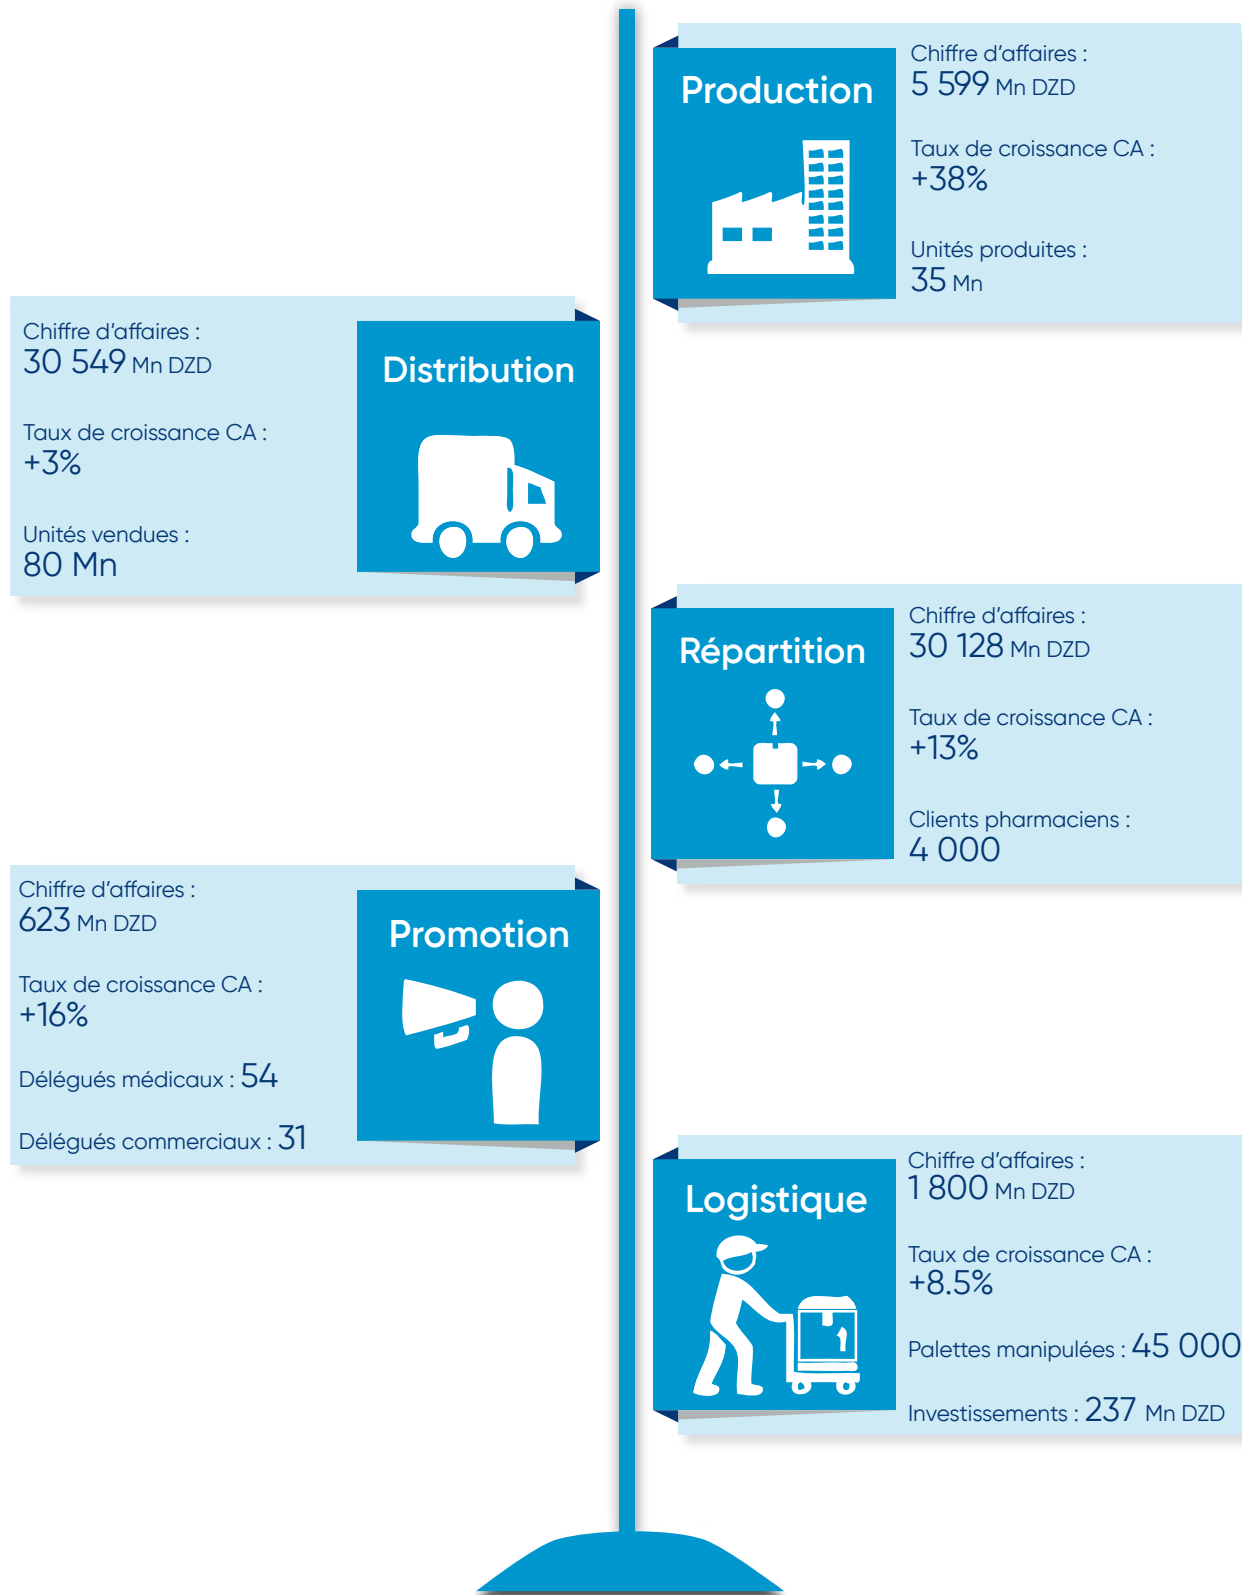 Production
Chiffre d'affaires :
5 599 Mn DZD
Taux de croissance CA :
+38%
Unités produites :
35 Mn
Chiffre d'affaires :
30 549 Mn DZD
Taux de croissance CA :
+3%
Unités vendues :
80 Mn
Distribution
Répartition
Chiffre d'affaires :
30 128 Mn DZD
Taux de croissance CA :
+13%
Clients pharmaciens :
4 000
Chiffre d'affaires :
623 Mn DZD
Taux de croissance CA :
+16%
Délégués médicaux : 54
Délégués commerciaux : 31
Promotion
Logistique
Chiffre d'affaires :
1 800 Mn DZD
Taux de croissance CA :
+8.5%
Palettes manipulées : 45 000
Investissements : 237 Mn DZD